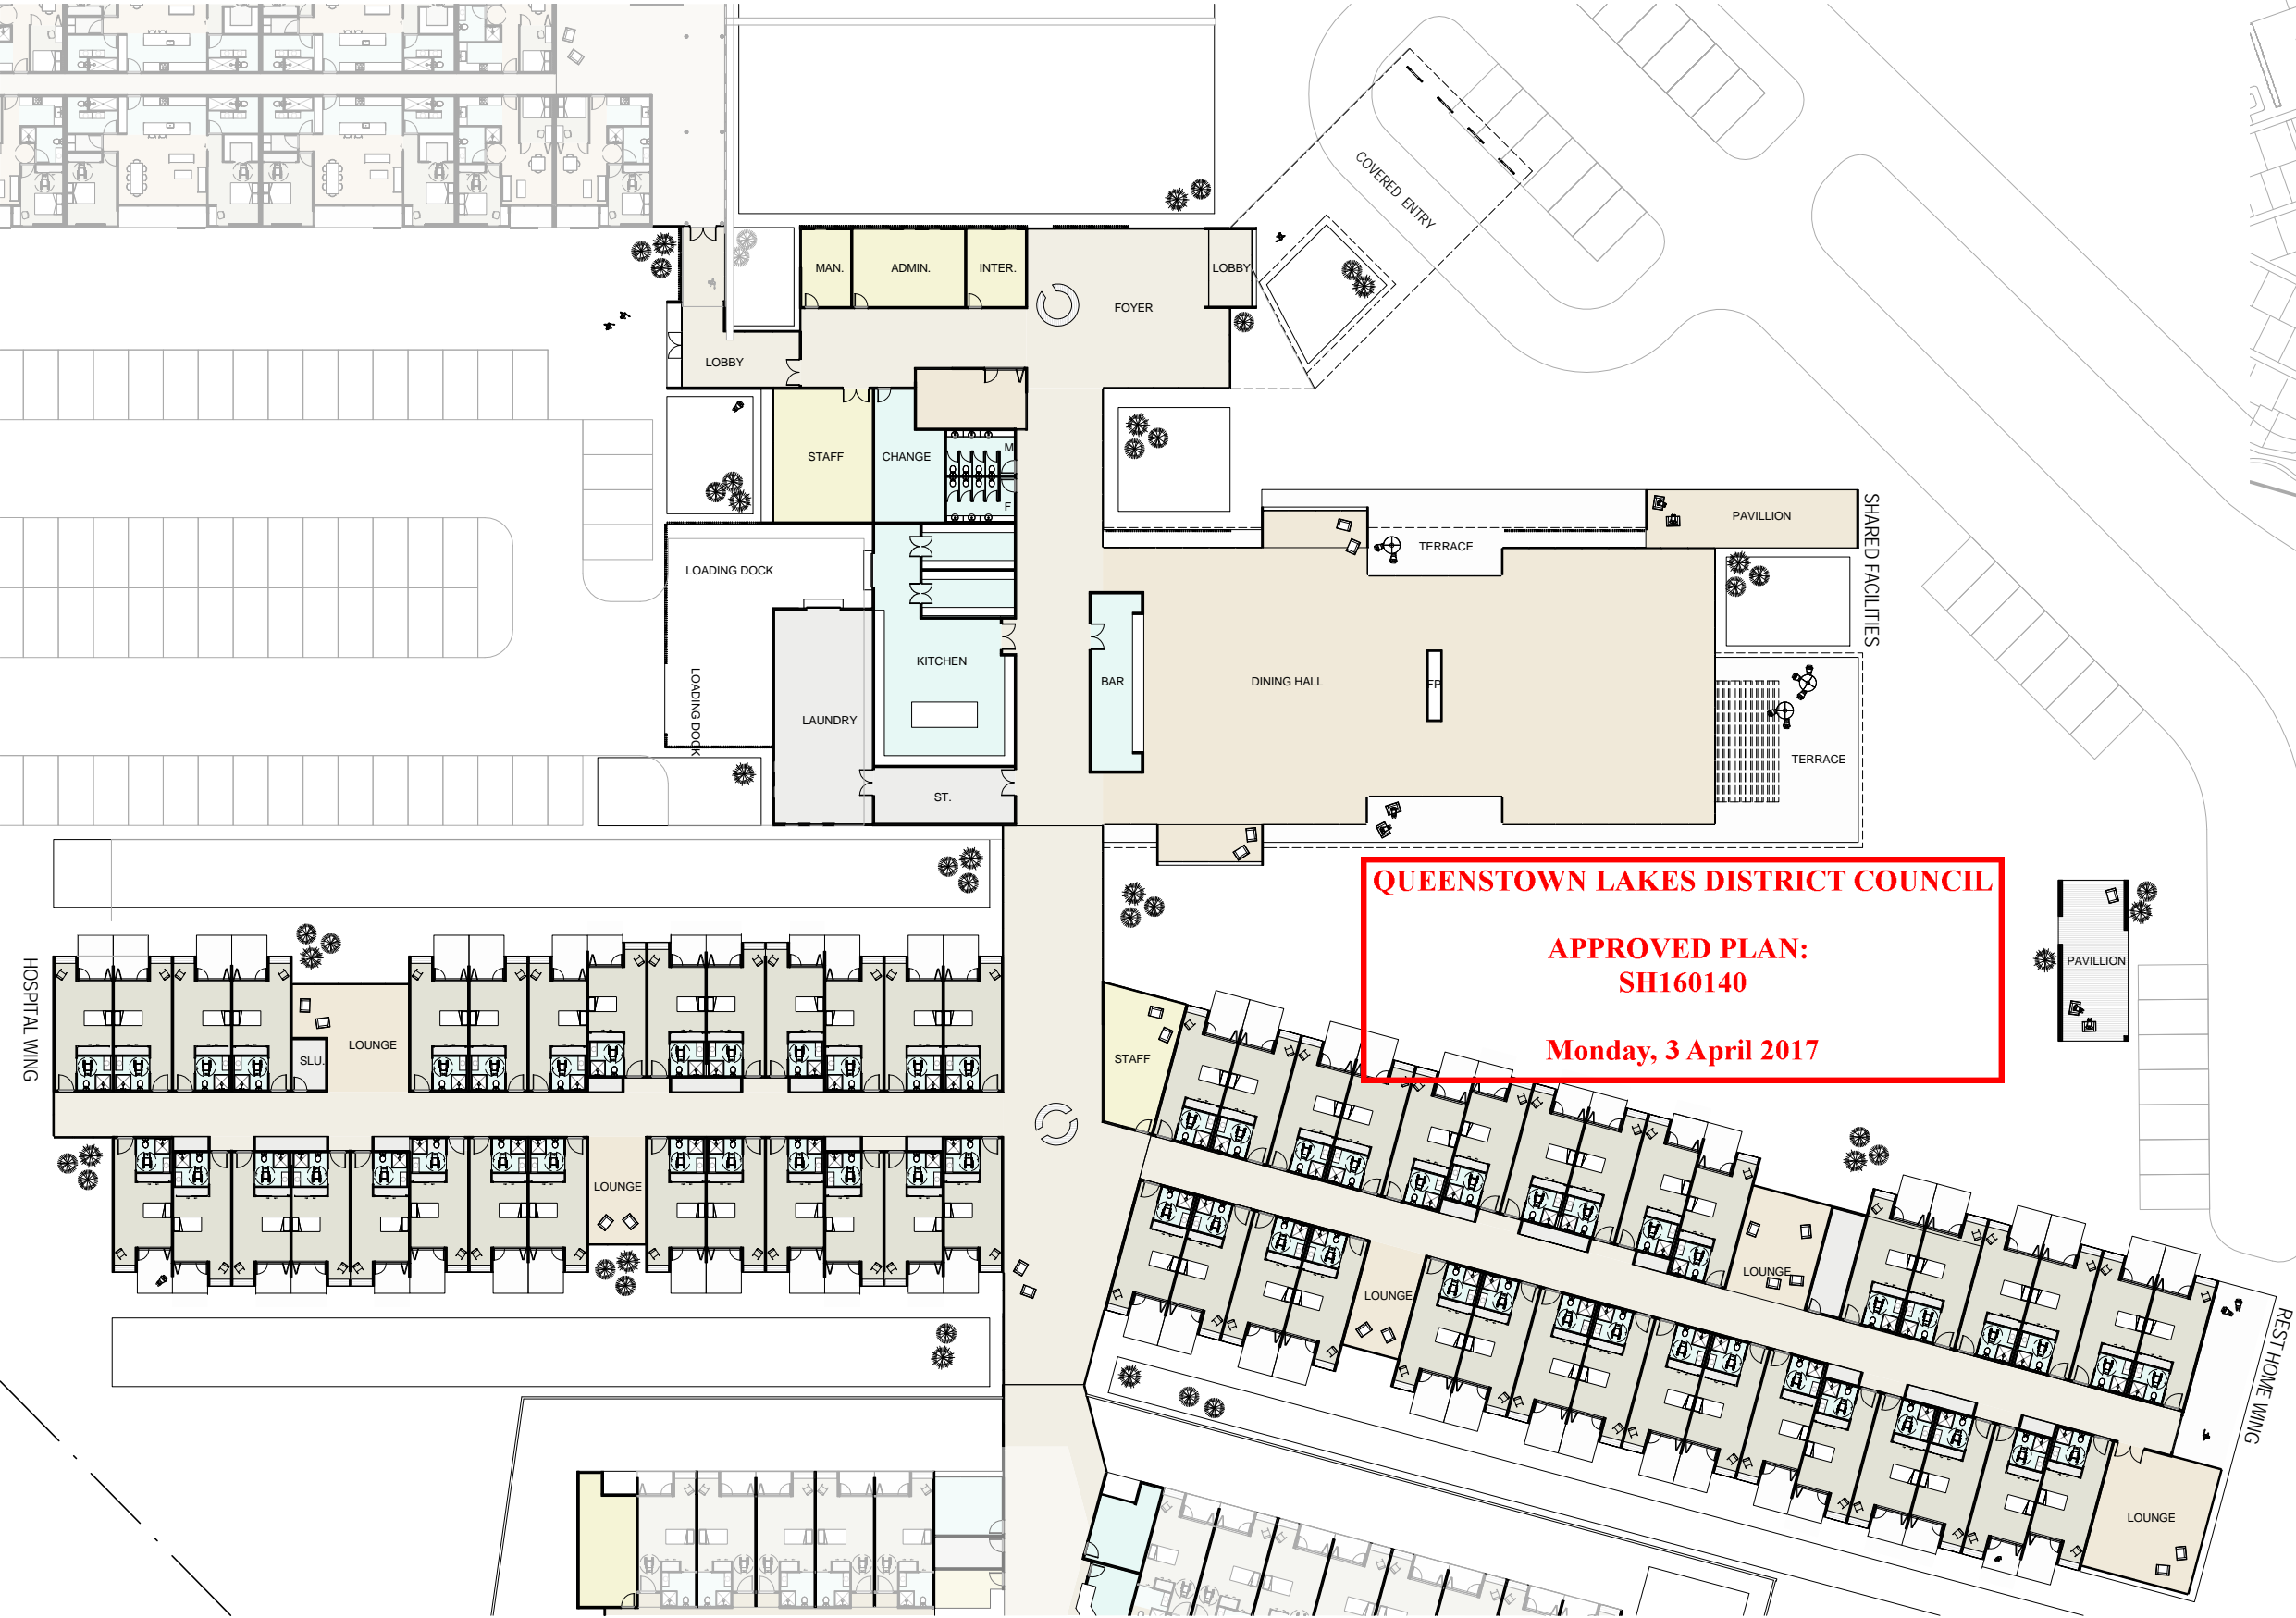 COVERED ENTRY
MAN.
ADMIN.
INTER.
LOBBY
FOYER
LOBBY
STAFF
CHANGE
M
F
PAVILLION
TERRACE
SHARED FACILITIES
LOADING DOCK
LOADING DOCK
KITCHEN
BAR
DINING HALL
FP
LAUNDRY
TERRACE
ST.
QUEENSTOWN LAKES DISTRICT COUNCIL
APPROVED PLAN:
SH160140
Monday, 3 April 2017
PAVILLION
HOSPITAL WING
SLU.
LOUNGE
STAFF
LOUNGE
LOUNGE
LOUNGE
REST HOME WING
LOUNGE